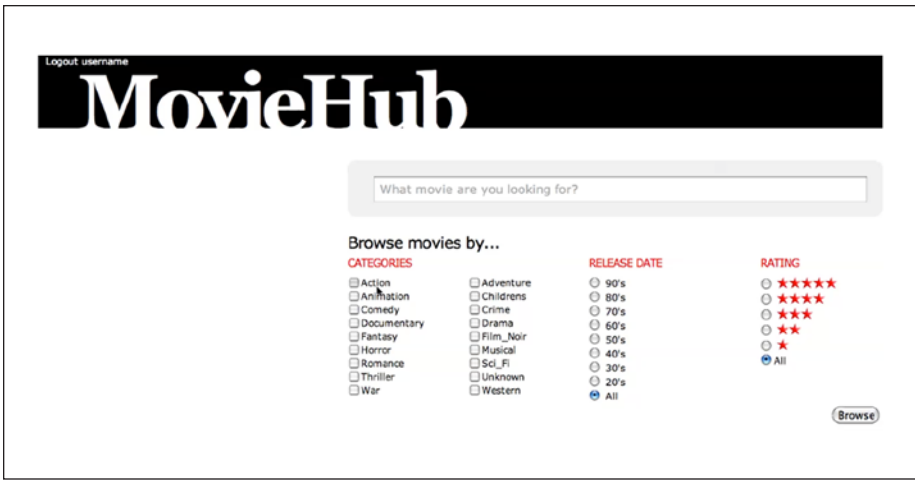 Logout username
MovieHub
What movie are you looking for?
Browse movies by...
CATEGORIES
Action
Animation
Comedy
Documentary
Fantasy
Horror
Romance
Thriller
War
Adventure
Childrens
Crime
Drama
Film_Noir
Musical
Sci_Fi
Unknown
Western
RELEASE DATE
90's
80's
70's
60's
50's
40's
30's
20's
All
RATING
All
Browse